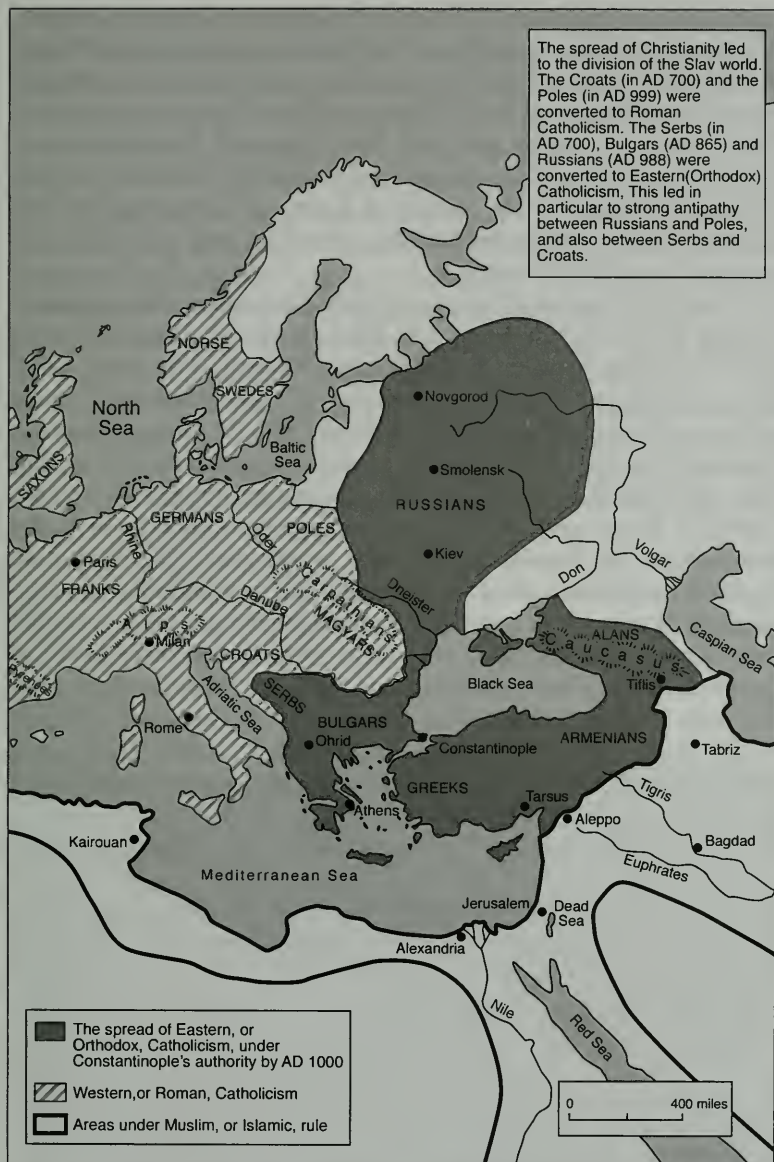 The spread of Christianity led
to the division of the Slav world.
The Croats (in AD 700) and the
Poles (in AD 999) were
converted to Roman
Catholicism. The Serbs (in
AD 700), Bulgars (AD 865) and
Russians (AD 988) were
converted to Eastern(Orthodox)
Catholicism, This led in
particular to strong antipathy
between Russians and Poles,
and also between Serbs and
Croats.
NORSE
SWEDES
North
Sea
Baltic
Sea
SAXONS
Novgorod
Smolensk
RUSSIANS
Kiev
GERMANS
POLES
Oder
Rhine
Paris
FRANKS
Carpathians
MAGYARS
Danube
Dneister
Don
Volgar
Caspian Sea
Alps
Milan
CROATS
Pyrenees
Adriatic Sea
Rome
SERBS
BULGARS
Ohrid
Black Sea
ALANS
Caucasus
Tiflis
Constantinople
ARMENIANS
Tabriz
GREEKS
Athens
Tarsus
Aleppo
Tigris
Bagdad
Euphrates
Kairouan
Mediterranean Sea
Jerusalem
Dead
Sea
Alexandria
Nile
Red Sea
The spread of Eastern, or
Orthodox, Catholicism, under
Constantinople's authority by AD 1000
Western,or Roman, Catholicism
Areas under Muslim, or Islamic, rule
0 400 miles